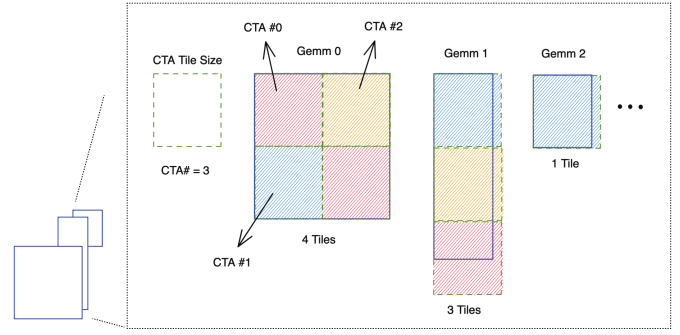 CTA #0
CTA #2
Gemm 0
Gemm 1
Gemm 2
CTA Tile Size
CTA# = 3
1 Tile
4 Tiles
CTA #1
3 Tiles